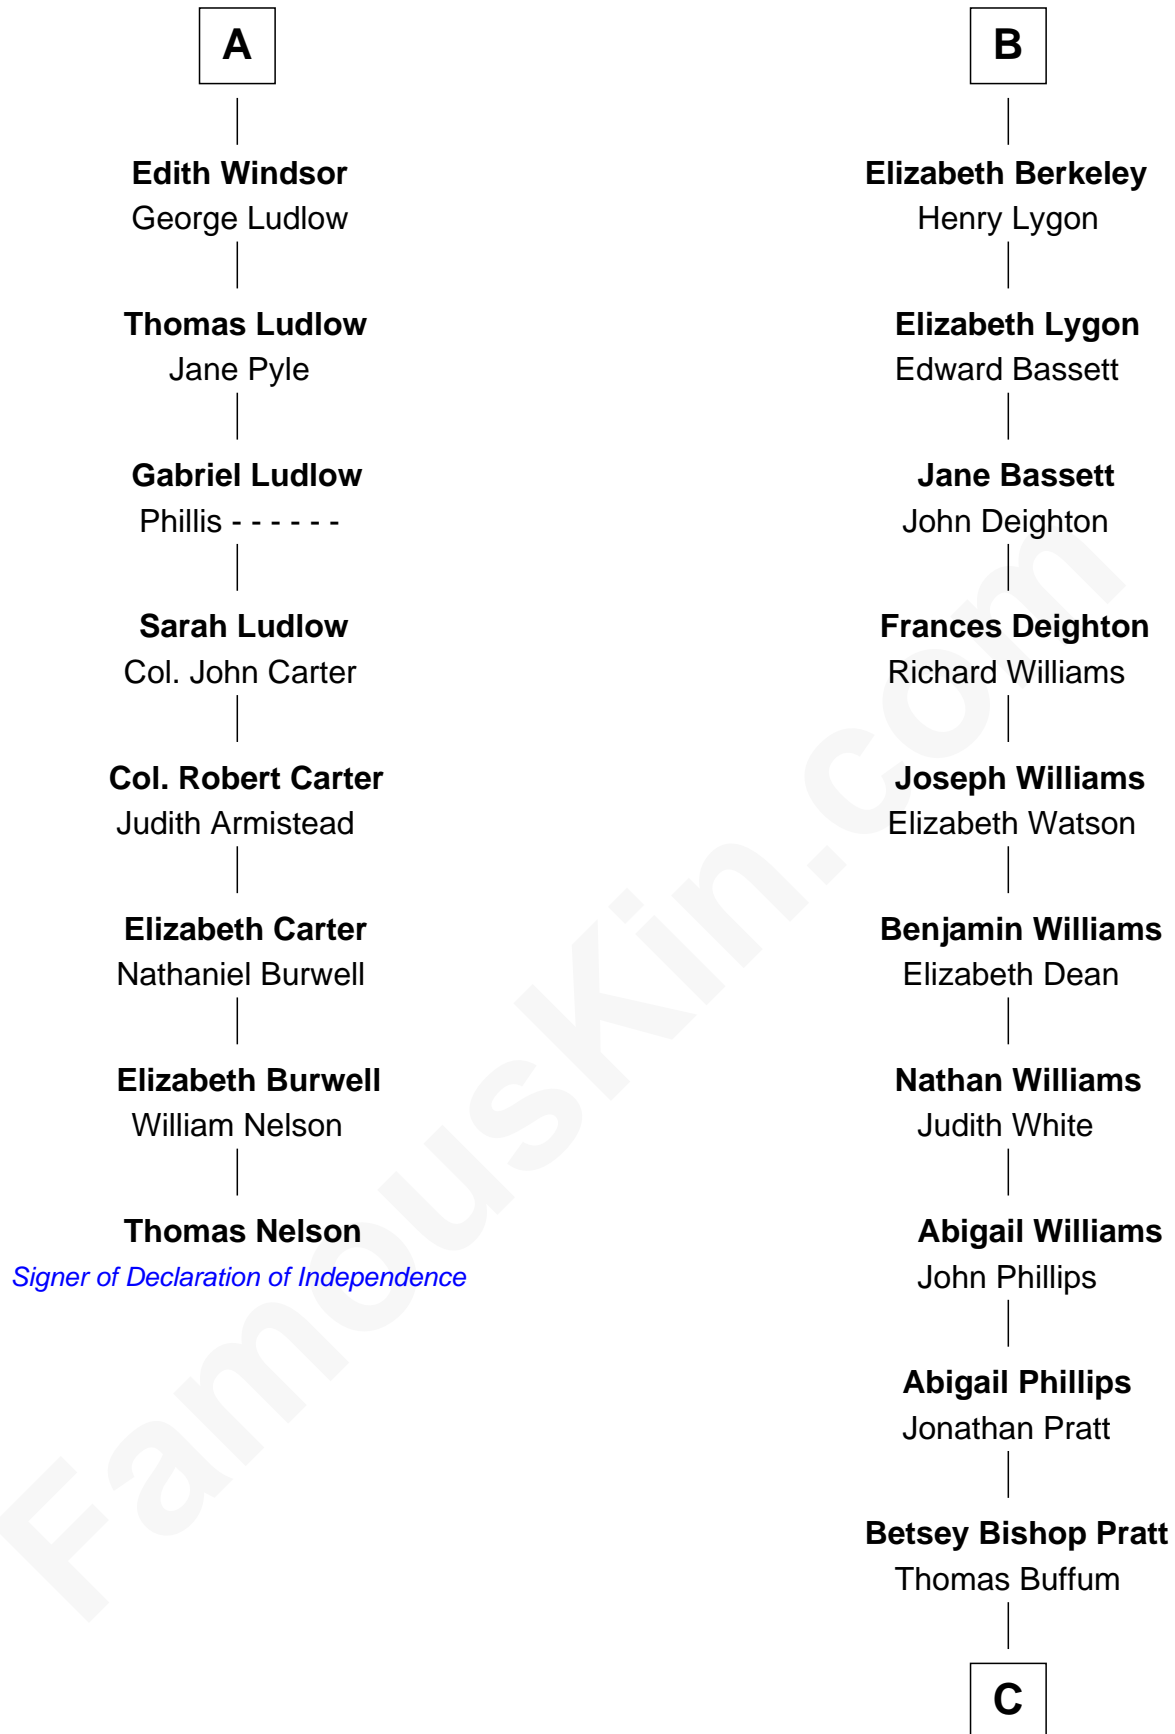 A
Edith Windsor
George Ludlow
Thomas Ludlow
Jane Pyle
Gabriel Ludlow
Phillis - - - - - -
Sarah Ludlow
Col. John Carter
Col. Robert Carter
Judith Armistead
Elizabeth Carter
Nathaniel Burwell
Elizabeth Burwell
William Nelson
Thomas Nelson
Signer of Declaration of Independence
B
Elizabeth Berkeley
Henry Lygon
Elizabeth Lygon
Edward Bassett
Jane Bassett
John Deighton
Frances Deighton
Richard Williams
Joseph Williams
Elizabeth Watson
Benjamin Williams
Elizabeth Dean
Nathan Williams
Judith White
Abigail Williams
John Phillips
Abigail Phillips
Jonathan Pratt
Betsey Bishop Pratt
Thomas Buffum
C
FamousKin.com